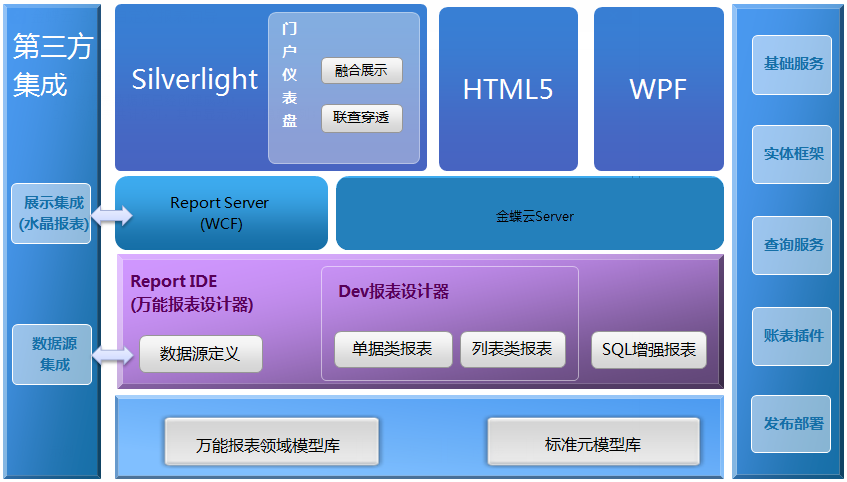 第三方
集成
展示集成
(水晶报表)
数据源
集成
Silverlight
门
户
仪
表
盘
融合展示
联查穿透
HTML5
WPF
Report Server
(WCF)
金蝶云Server
Report IDE
(万能报表设计器)
数据源定义
Dev报表设计器
单据类报表
列表类报表
SQL增强报表
万能报表领域模型库
标准元模型库
基础服务
实体框架
查询服务
账表插件
发布部署